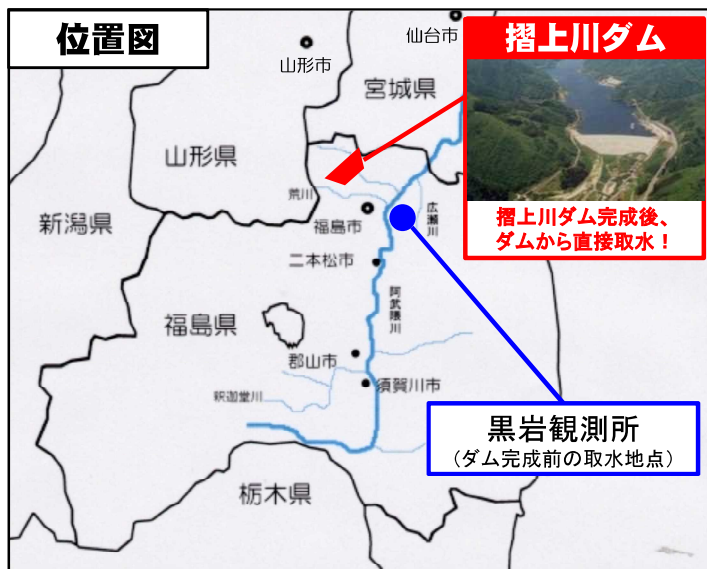 位置図
仙台市
山形市
宮城県
摺上川ダム
山形県
荒川
新潟県
福島市
広瀬川
摺上川ダム完成後、
ダムから直接取水！
二本松市
阿武隈川
福島県
郡山市
須賀川市
釈迦堂川
黒岩観測所
（ダム完成前の取水地点）
栃木県